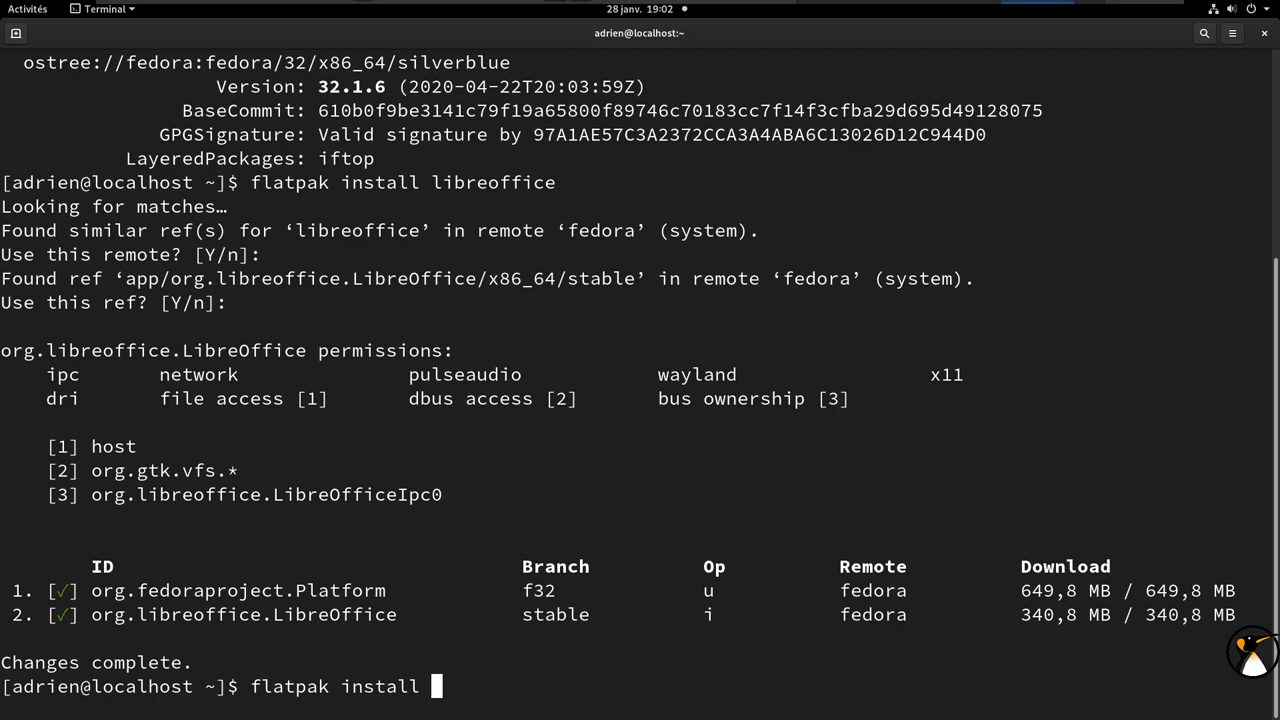 Activités Terminal 28 janv. 19:02
adrien@localhost:~
ostree://fedora:fedora/32/x86_64/silverblue
Version: 32.1.6 (2020-04-22T20:03:59Z)
BaseCommit: 610b0f9be3141c79f19a65800f89746c70183cc7f14f3cfba29d695d49128075
GPGSignature: Valid signature by 97A1AE57C3A2372CCA3A4ABA6C13026D12C944D0
LayeredPackages: iftop
[adrien@localhost ~]$ flatpak install libreoffice
Looking for matches…
Found similar ref(s) for ‘libreoffice’ in remote ‘fedora’ (system).
Use this remote? [Y/n]:
Found ref ‘app/org.libreoffice.LibreOffice/x86_64/stable’ in remote ‘fedora’ (system).
Use this ref? [Y/n]:
org.libreoffice.LibreOffice permissions:
ipc network pulseaudio wayland x11
dri file access [1] dbus access [2] bus ownership [3]
[1] host
[2] org.gtk.vfs.*
[3] org.libreoffice.LibreOfficeIpc0
ID Branch Op Remote Download
1. [✓] org.fedoraproject.Platform f32 u fedora 649,8 MB / 649,8 MB
2. [✓] org.libreoffice.LibreOffice stable i fedora 340,8 MB / 340,8 MB
Changes complete.
[adrien@localhost ~]$ flatpak install